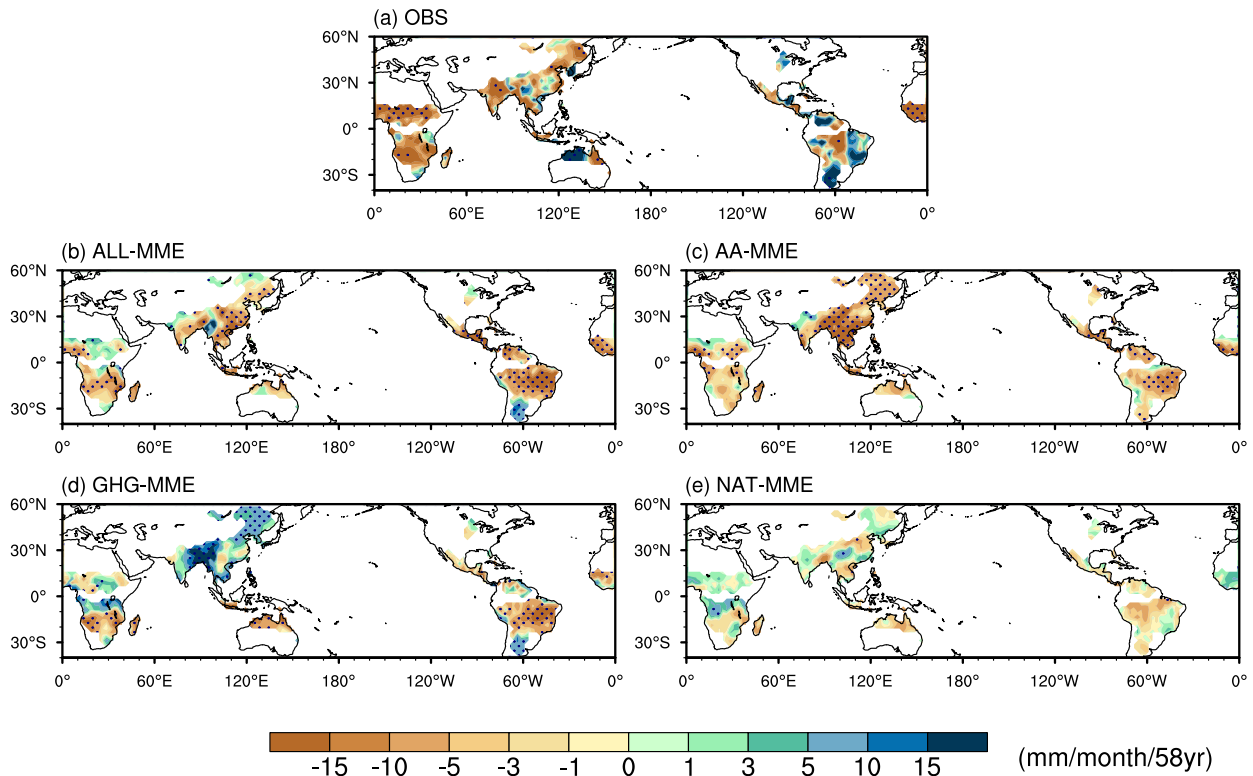 (a) OBS
60°N
30°N
0°
30°S
0° 60°E 120°E 180° 120°W 60°W 0°
(b) ALL-MME
60°N
30°N
0°
30°S
0° 60°E 120°E 180° 120°W 60°W 0°
(c) AA-MME
60°N
30°N
0°
30°S
0° 60°E 120°E 180° 120°W 60°W 0°
(d) GHG-MME
60°N
30°N
0°
30°S
0° 60°E 120°E 180° 120°W 60°W 0°
(e) NAT-MME
60°N
30°N
0°
30°S
0° 60°E 120°E 180° 120°W 60°W 0°
-15 -10 -5 -3 -1 0 1 3 5 10 15 (mm/month/58yr)